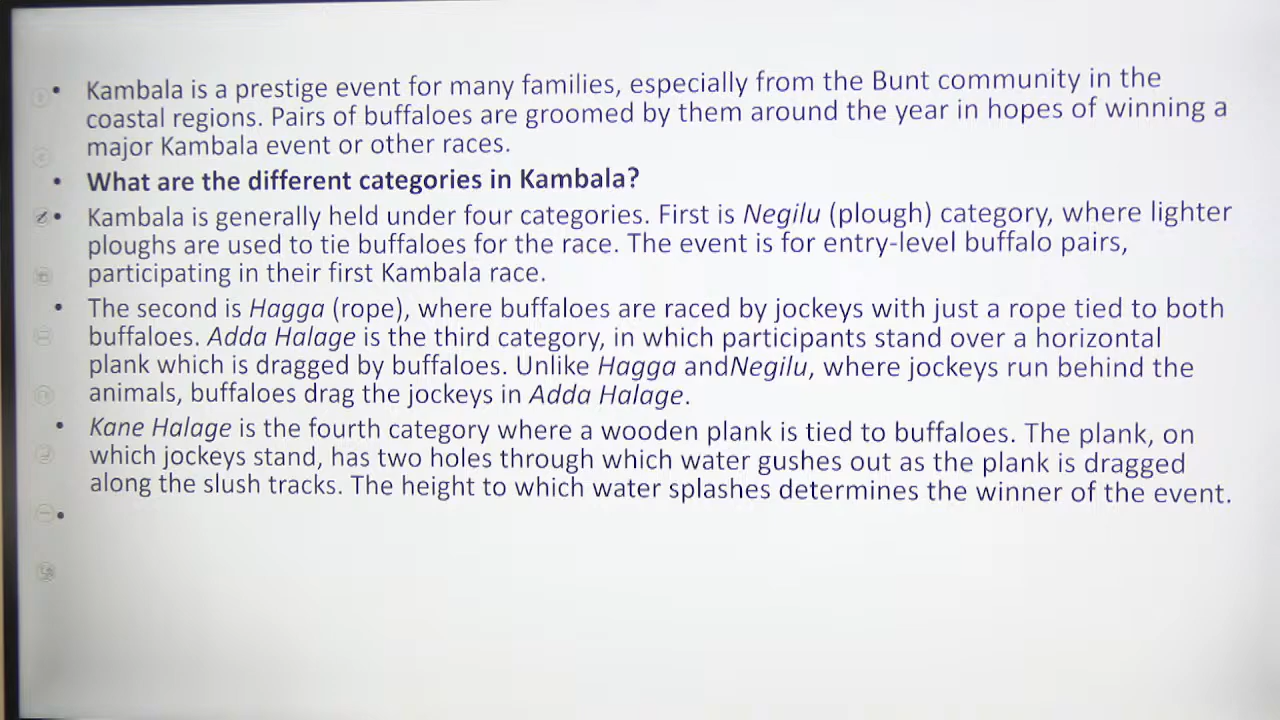 • Kambala is a prestige event for many families, especially from the Bunt community in the
coastal regions. Pairs of buffaloes are groomed by them around the year in hopes of winning a
major Kambala event or other races.
• What are the different categories in Kambala?
• Kambala is generally held under four categories. First is Negilu (plough) category, where lighter
ploughs are used to tie buffaloes for the race. The event is for entry-level buffalo pairs,
participating in their first Kambala race.
• The second is Hagga (rope), where buffaloes are raced by jockeys with just a rope tied to both
buffaloes. Adda Halage is the third category, in which participants stand over a horizontal
plank which is dragged by buffaloes. Unlike Hagga andNegilu, where jockeys run behind the
animals, buffaloes drag the jockeys in Adda Halage.
• Kane Halage is the fourth category where a wooden plank is tied to buffaloes. The plank, on
which jockeys stand, has two holes through which water gushes out as the plank is dragged
along the slush tracks. The height to which water splashes determines the winner of the event.
•